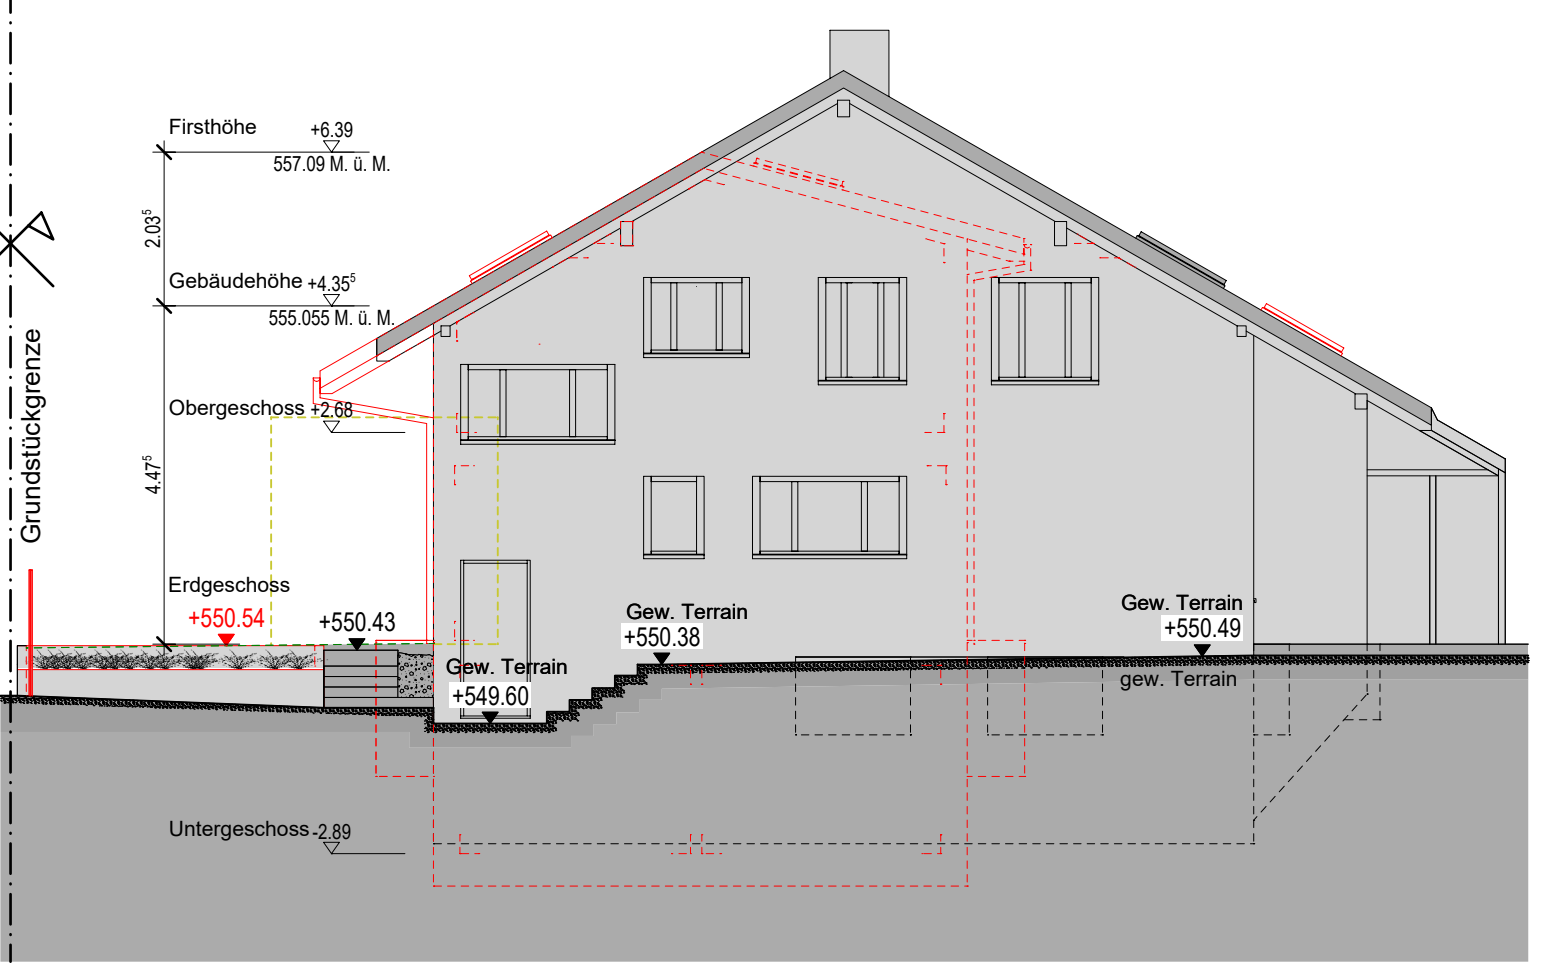 Firsthöhe +6.39
557.09 M. ü. M.
2.03⁵
Gebäudehöhe +4.35⁵
555.055 M. ü. M.
Grundstückgrenze
Obergeschoss +2.68
4.47⁵
Erdgeschoss
+550.54
+550.43
Gew. Terrain
+550.38
Gew. Terrain
+550.49
Gew. Terrain
+549.60
gew. Terrain
Untergeschoss -2.89